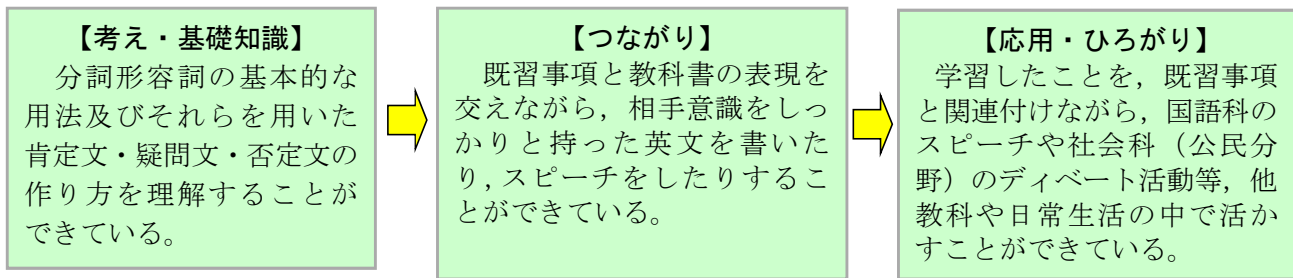 【考え・基礎知識】
分詞形容詞の基本的な
用法及びそれらを用いた
肯定文・疑問文・否定文の
作り方を理解することが
できている。
【つながり】
既習事項と教科書の表現を
交えながら，相手意識をしっ
かりと持った英文を書いた
り，スピーチをしたりするこ
とができている。
【応用・ひろがり】
学習したことを，既習事項
と関連付けながら，国語科の
スピーチや社会科（公民分
野）のディベート活動等，他
教科や日常生活の中で活か
すことができている。